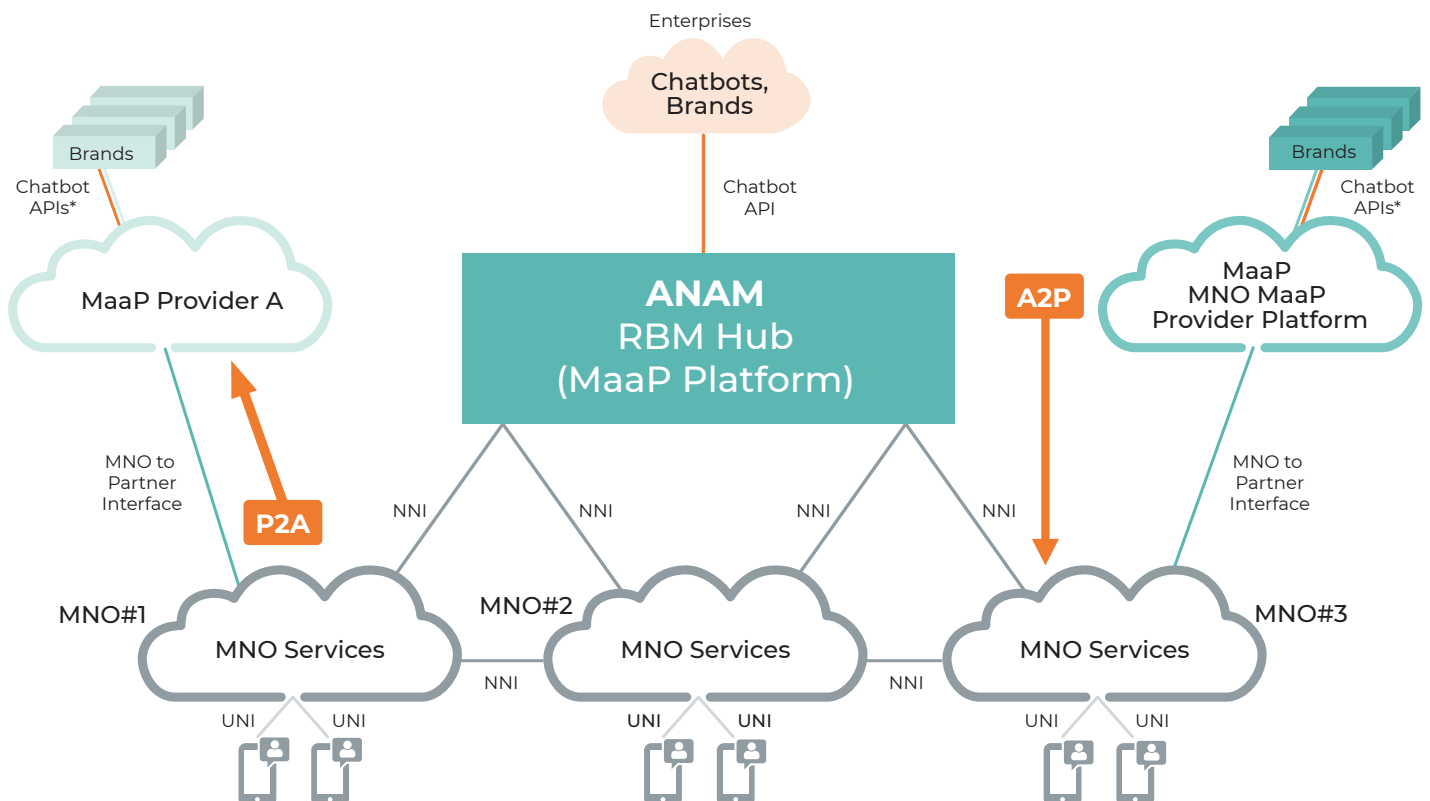 Enterprises
Chatbots,
Brands
Brands
Brands
Chatbot
APIs*
Chatbot
API
Chatbot
APIs*
MaaP Provider A
ANAM
RBM Hub
(MaaP Platform)
A2P
MaaP
MNO MaaP
Provider Platform
MNO to
Partner
Interface
P2A
NNI
NNI
NNI
NNI
MNO to
Partner
Interface
MNO#1
MNO Services
MNO#2
MNO Services
MNO#3
MNO Services
NNI
NNI
UNI
UNI
UNI
UNI
UNI
UNI